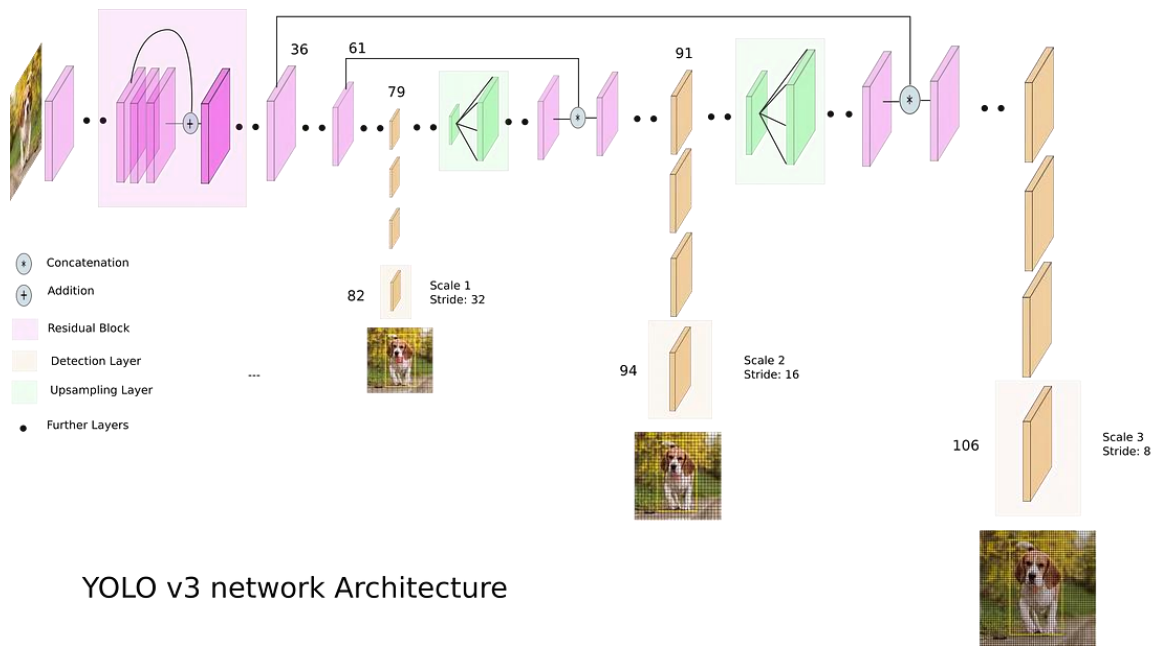 36
61
91
79
Concatenation
Addition
Residual Block
Detection Layer
Upsampling Layer
Further Layers
---
82
Scale 1
Stride: 32
94
Scale 2
Stride: 16
106
Scale 3
Stride: 8
YOLO v3 network Architecture